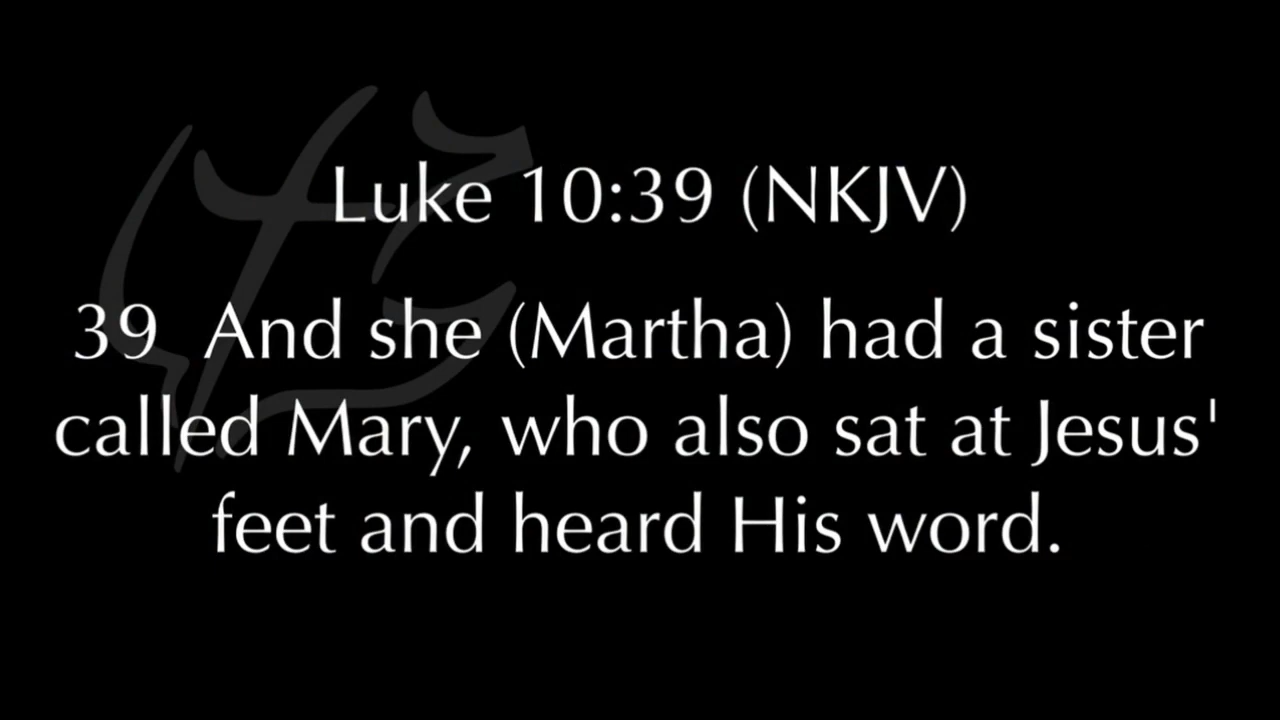 Luke 10:39 (NKJV)
39 And she (Martha) had a sister
called Mary, who also sat at Jesus'
feet and heard His word.